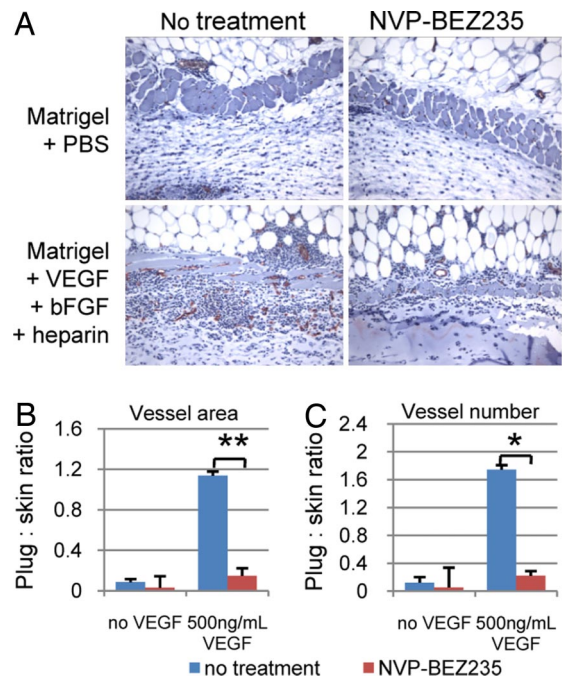 A
No treatment
NVP-BEZ235
Matrigel
+ PBS
Matrigel
+ VEGF
+ bFGF
+ heparin
B
Vessel area
Plug : skin ratio
1.6
1.2
0.8
0.4
0
**
no VEGF
500ng/mL
VEGF
C
Vessel number
Plug : skin ratio
2.4
2
1.6
1.2
0.8
0.4
0
*
no VEGF
500ng/mL
VEGF
no treatment
NVP-BEZ235